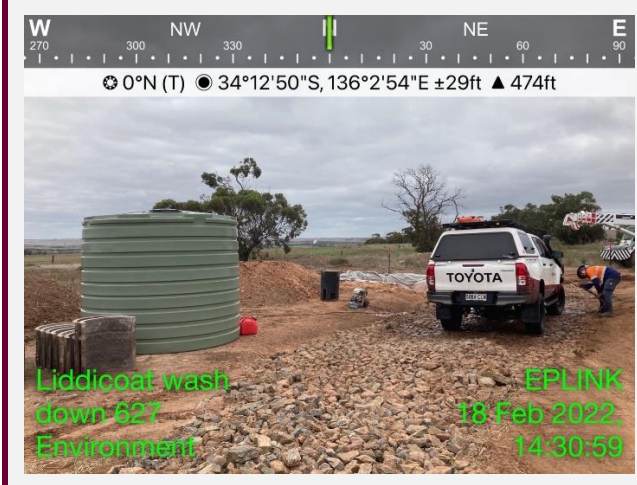 W NW N NE E
270 300 330 30 60 90
0°N (T) 34°12'50"S, 136°2'54"E ±29ft ▲ 474ft
TOYOTA
Liddicoat wash
down 627
Environment
EPLINK
18 Feb 2022,
14:30:59